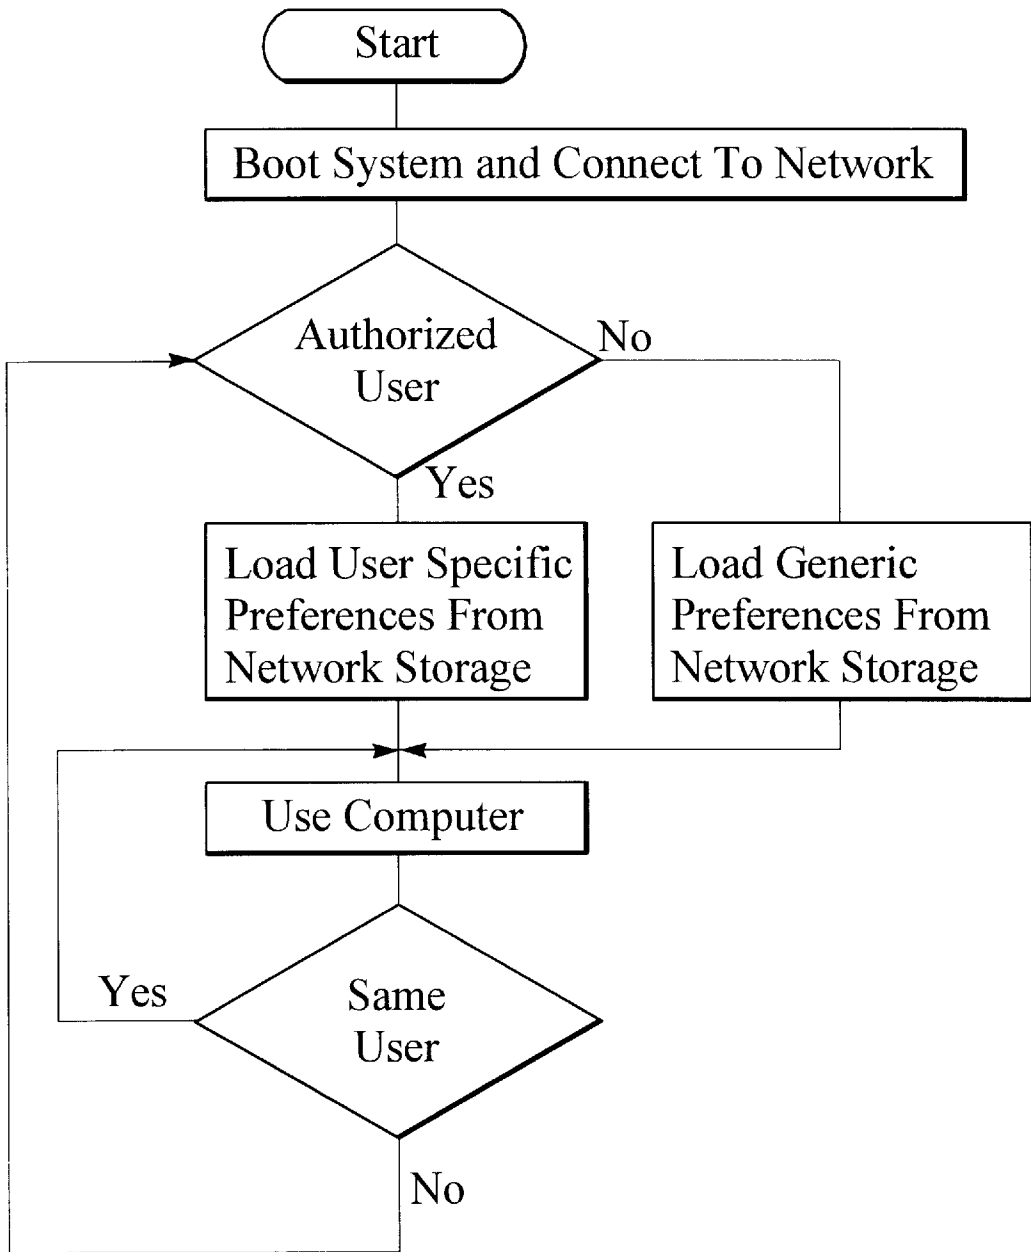 Start
Boot System and Connect To Network
Authorized
User
No
Yes
Load User Specific
Preferences From
Network Storage
Load Generic
Preferences From
Network Storage
Use Computer
Yes
Same
User
No